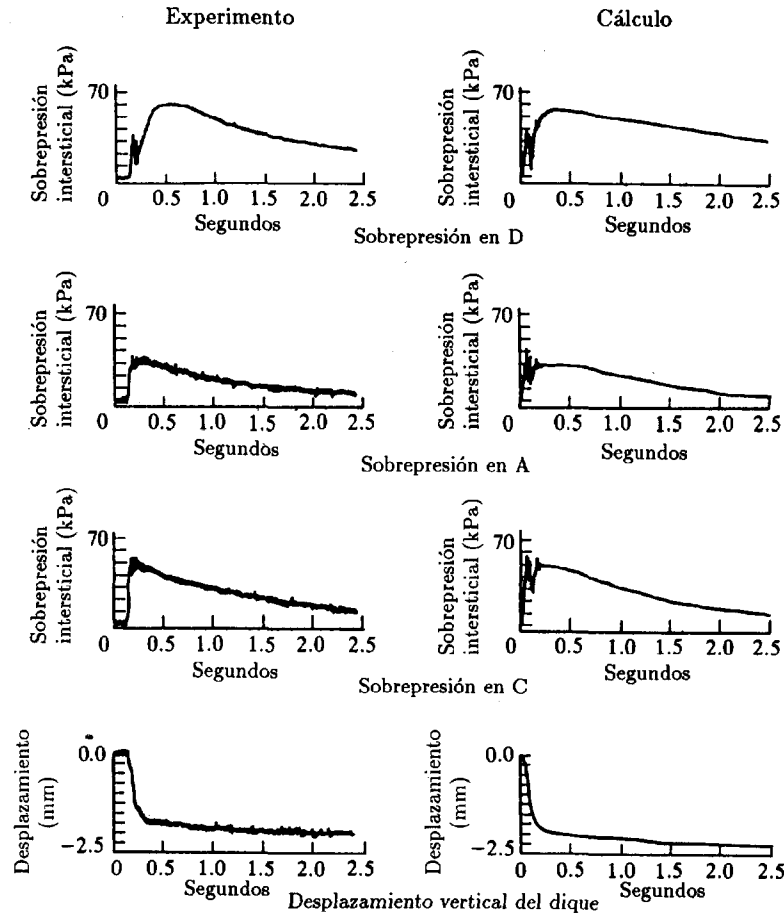 Experimento
Cálculo
Sobrepresión
intersticial (kPa)
70
0
0.5
1.0
1.5
2.0
2.5
Segundos
Sobrepresión
intersticial (kPa)
70
0
0.5
1.0
1.5
2.0
2.5
Segundos
Sobrepresión en D
Sobrepresión
intersticial (kPa)
70
0
0.5
1.0
1.5
2.0
2.5
Segundos
Sobrepresión
intersticial (kPa)
70
0
0.5
1.0
1.5
2.0
2.5
Segundos
Sobrepresión en A
Sobrepresión
intersticial (kPa)
70
0
0.5
1.0
1.5
2.0
2.5
Segundos
Sobrepresión
intersticial (kPa)
70
0
0.5
1.0
1.5
2.0
2.5
Segundos
Sobrepresión en C
Desplazamiento
(mm)
0.0
−2.5
0
0.5
1.0
1.5
2.0
2.5
Segundos
Desplazamiento
(mm)
0.0
−2.5
0
0.5
1.0
1.5
2.0
2.5
Segundos
Desplazamiento vertical del dique